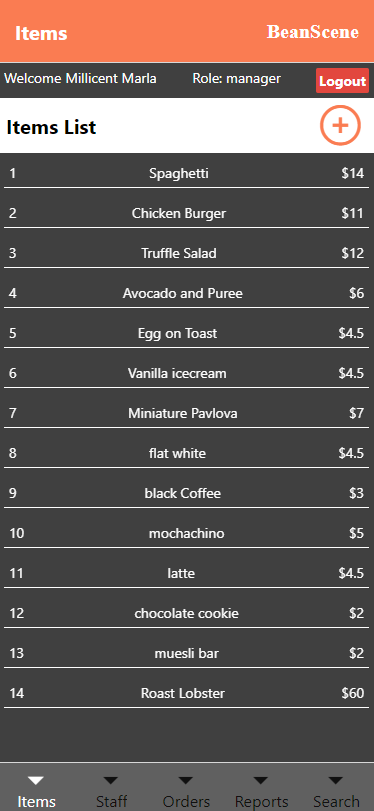 Items BeanScene
Welcome Millicent Marla Role: manager Logout
Items List
1 Spaghetti $14
2 Chicken Burger $11
3 Truffle Salad $12
4 Avocado and Puree $6
5 Egg on Toast $4.5
6 Vanilla icecream $4.5
7 Miniature Pavlova $7
8 flat white $4.5
9 black Coffee $3
10 mochachino $5
11 latte $4.5
12 chocolate cookie $2
13 muesli bar $2
14 Roast Lobster $60
Items Staff Orders Reports Search